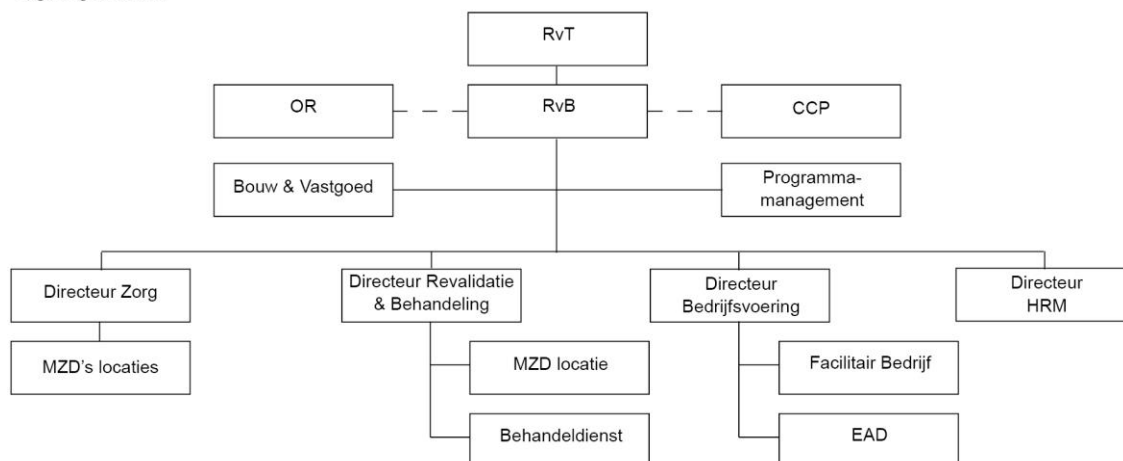 RvT
OR
RvB
CCP
Bouw & Vastgoed
Programma-
management
Directeur Zorg
Directeur Revalidatie
& Behandeling
Directeur
Bedrijfsvoering
Directeur
HRM
MZD's locaties
MZD locatie
Facilitair Bedrijf
Behandeldienst
EAD